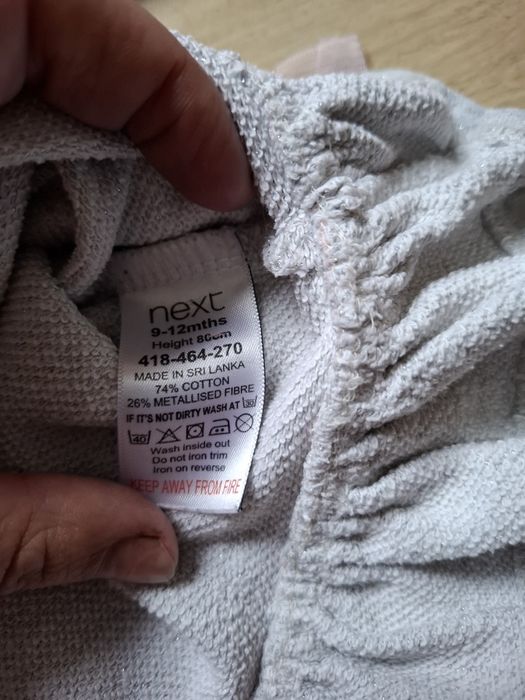 next
9-12mths
Height 80cm
418-464-270
MADE IN SRI LANKA
74% COTTON
26% METALLISED FIBRE
IF IT'S NOT DIRTY WASH AT 30
40
Wash inside out
Do not iron trim
Iron on reverse
KEEP AWAY FROM FIRE